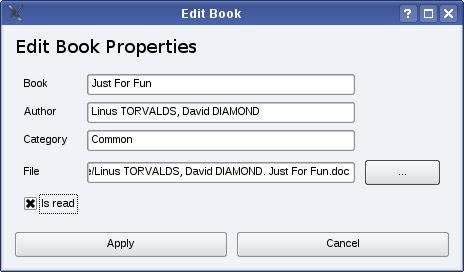 Edit Book
Edit Book Properties
Book Just For Fun
Author Linus TORVALDS, David DIAMOND
Category Common
File e/Linus TORVALDS, David DIAMOND. Just For Fun.doc ...
Is read
Apply Cancel